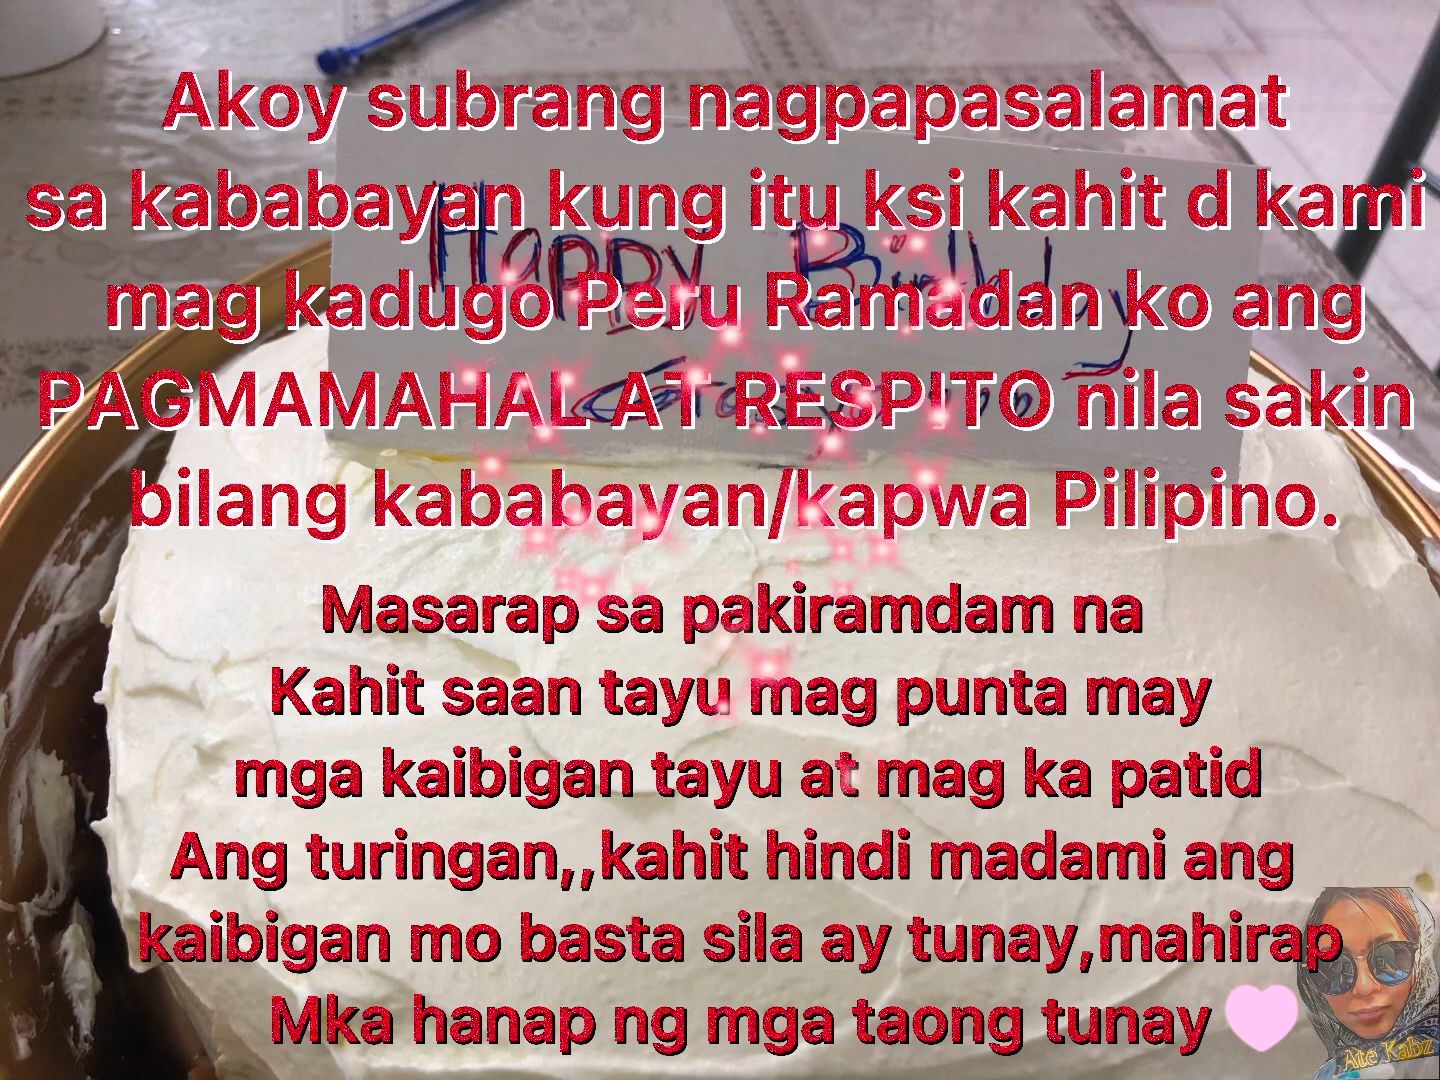 Akoy subrang nagpapasalamat
sa kababayan kung itu ksi kahit d kami
mag kadugo Peru Ramadan ko ang
PAGMAMAHAL AT RESPITO nila sakin
bilang kababayan/kapwa Pilipino.
Happy Birthday
Masarap sa pakiramdam na
Kahit saan tayu mag punta may
mga kaibigan tayu at mag ka patid
Ang turingan,,kahit hindi madami ang
kaibigan mo basta sila ay tunay,mahirap
Mka hanap ng mga taong tunay
Ate Kabz